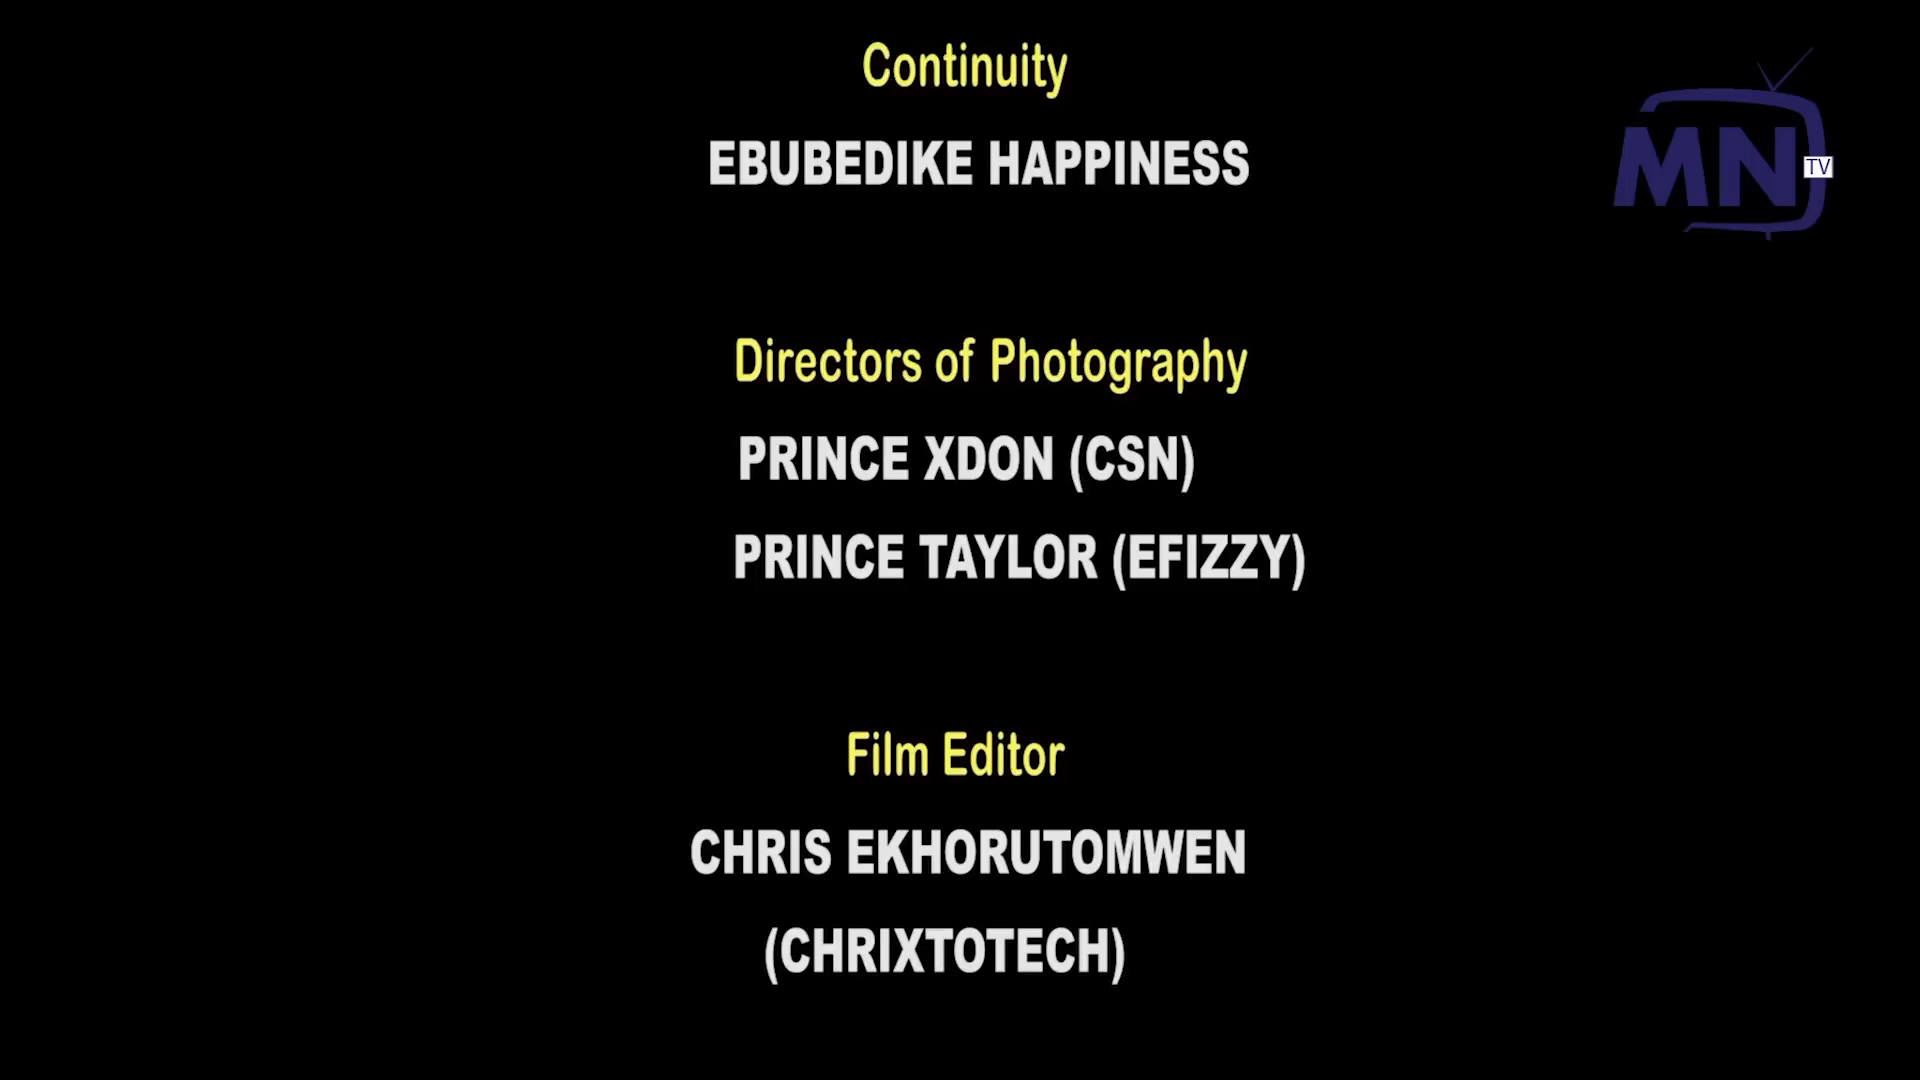 Continuity
EBUBEDIKE HAPPINESS
MN
TV
Directors of Photography
PRINCE XDON (CSN)
PRINCE TAYLOR (EFIZZY)
Film Editor
CHRIS EKHORUTOMWEN
(CHRIXTOTECH)